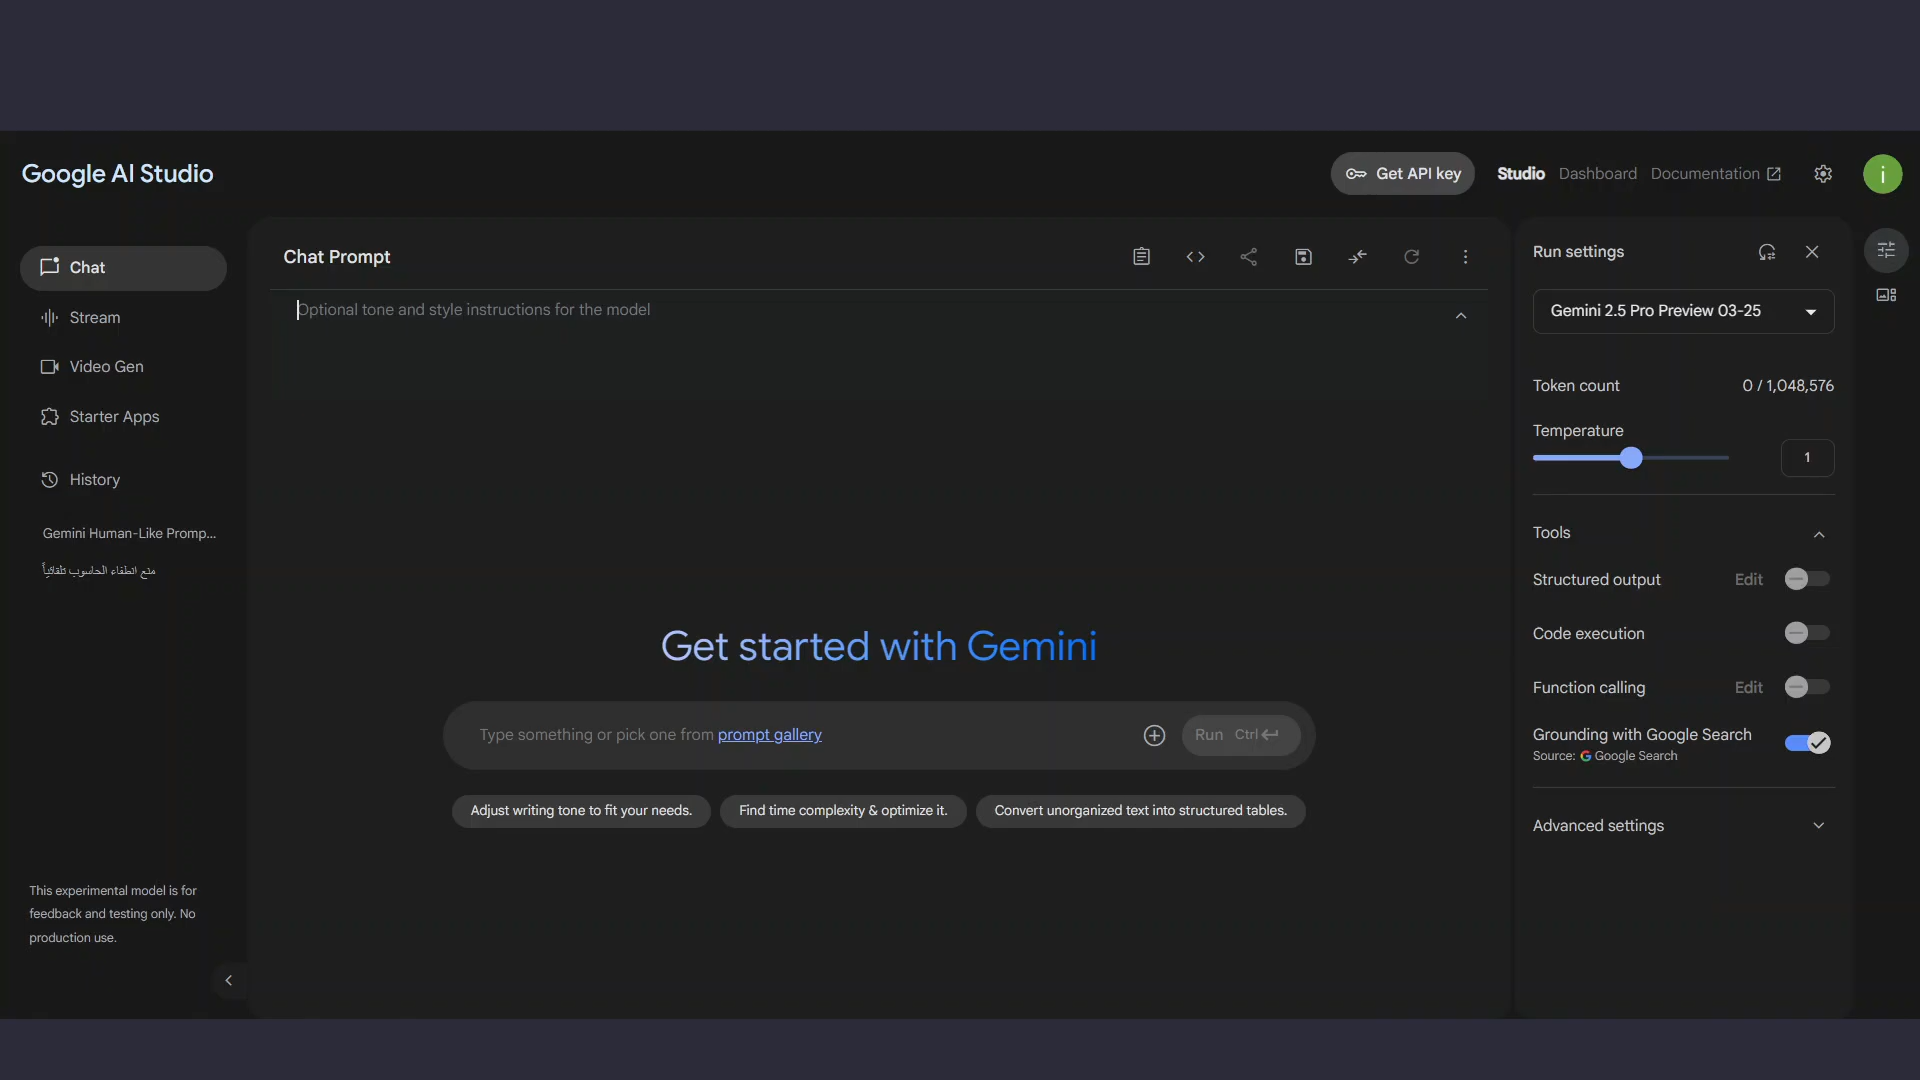 Google AI Studio
Get API key
Studio
Dashboard
Documentation
i
Chat
Stream
Video Gen
Starter Apps
History
Gemini Human-Like Promp...
منع انطفاء الحاسوب تلقائياً
This experimental model is for
feedback and testing only. No
production use.
Chat Prompt
Optional tone and style instructions for the model
Get started with Gemini
Type something or pick one from prompt gallery
Run Ctrl
Adjust writing tone to fit your needs.
Find time complexity & optimize it.
Convert unorganized text into structured tables.
Run settings
Gemini 2.5 Pro Preview 03-25
Token count 0 / 1,048,576
Temperature
1
Tools
Structured output Edit
Code execution
Function calling Edit
Grounding with Google Search
Source: G Google Search
Advanced settings